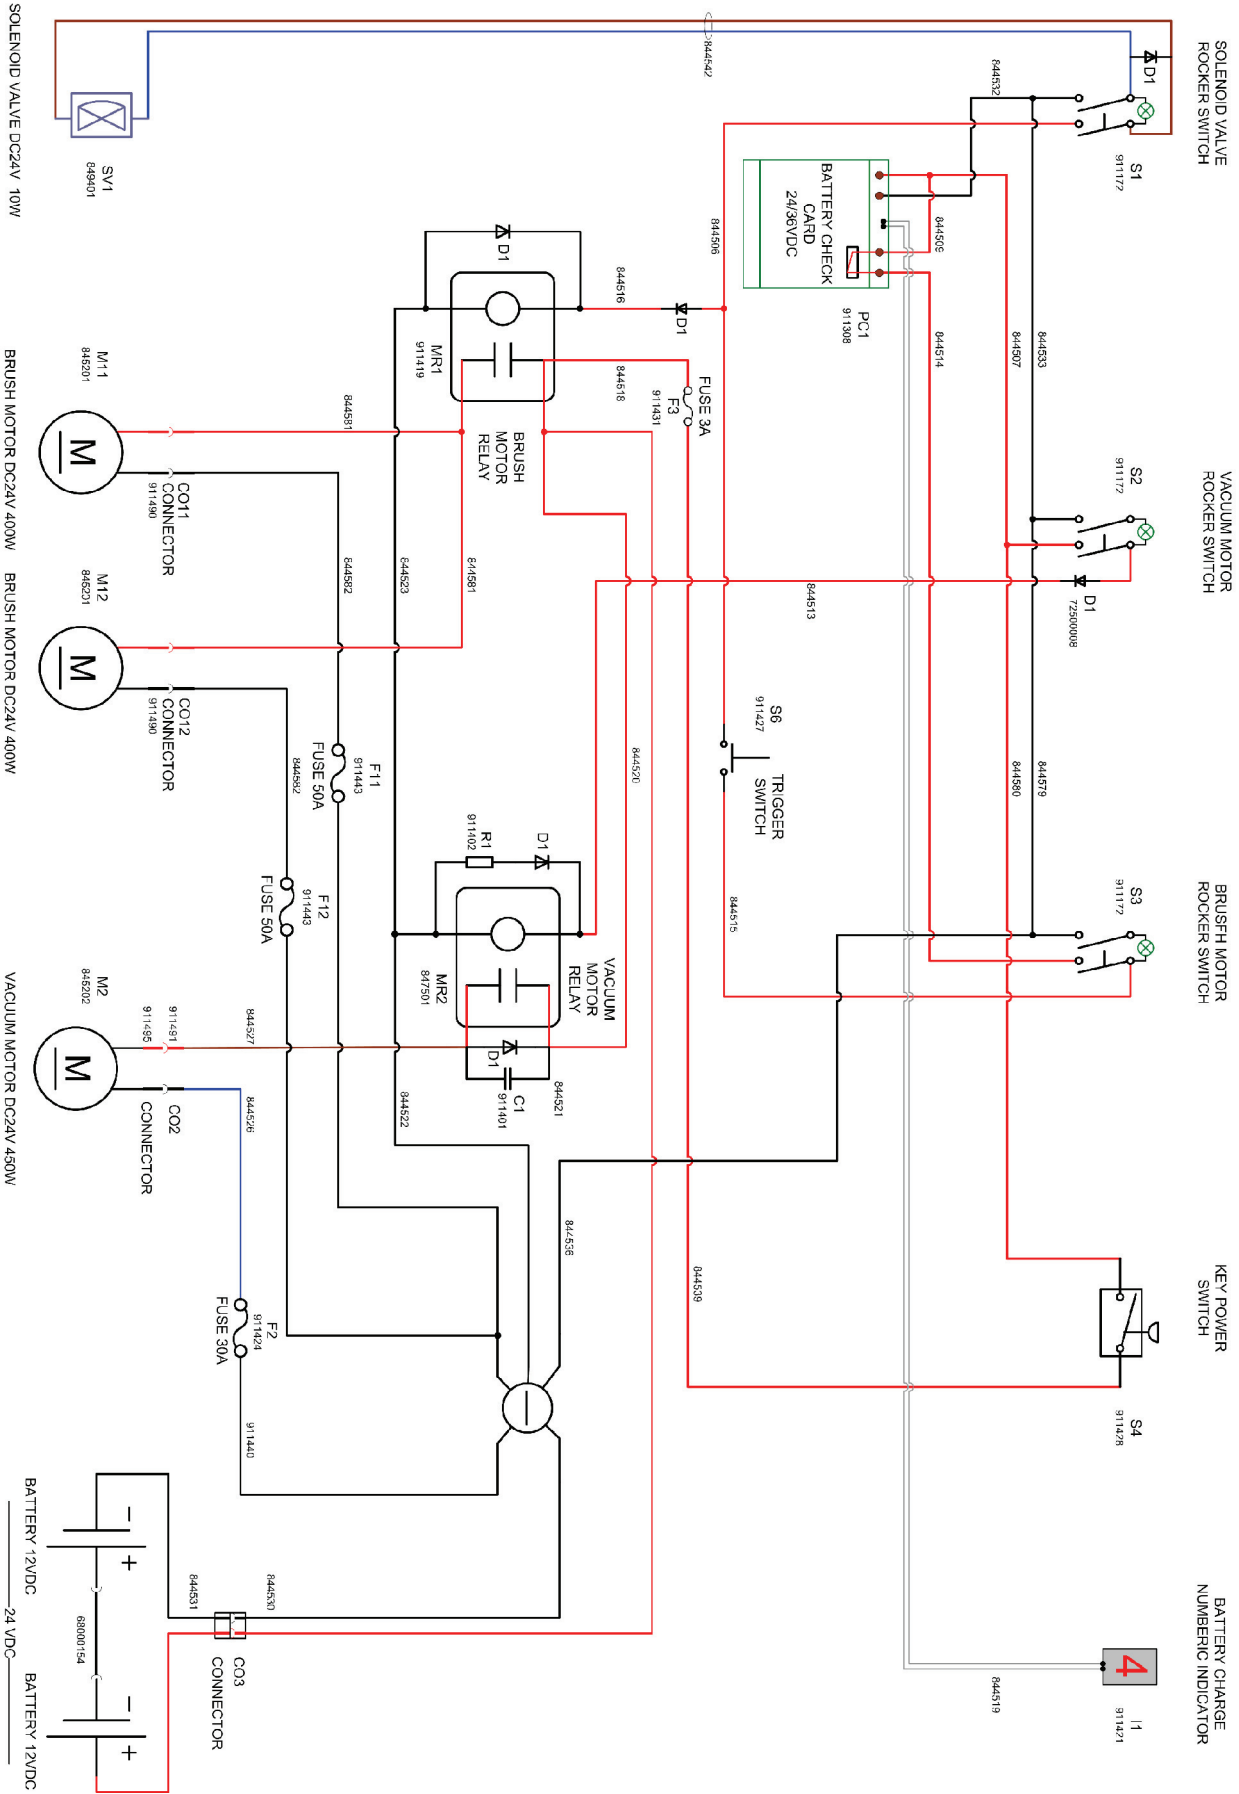 SOLENOID VALVE
ROCKER SWITCH
S1
911172
D1
844532
844542
SV1
849401
SOLENOID VALVE DC24V 10W
BATTERY CHECK
CARD
24/36VDC
PC1
911308
844509
844506
844514
844507
844533
VACUUM MOTOR
ROCKER SWITCH
S2
911172
D1
72500008
844513
D1
844516
D1
MR1
911419
844518
FUSE 3A
F3
911431
BRUSH
MOTOR
RELAY
M11
845201
M
BRUSH MOTOR DC24V 400W
844581
CO11
CONNECTOR
911490
844582
844523
844581
M12
845201
M
BRUSH MOTOR DC24V 400W
CO12
CONNECTOR
911490
844582
F11
911443
FUSE 50A
F12
911443
FUSE 50A
S6
911427
TRIGGER
SWITCH
844520
844580
844579
844515
BRUSFH MOTOR
ROCKER SWITCH
S3
911172
D1
R1
911402
VACUUM
MOTOR
RELAY
MR2
847501
D1
C1
911401
844521
844522
M2
845202
M
VACUUM MOTOR DC24V 450W
911491
911495
844527
CO2
CONNECTOR
844526
F2
911424
FUSE 30A
911440
844536
844539
KEY POWER
SWITCH
S4
911428
BATTERY CHARGE
NUMBERIC INDICATOR
4
I1
911421
844519
844531
844530
CO3
CONNECTOR
68000154
- +
- +
BATTERY 12VDC
24 VDC
BATTERY 12VDC